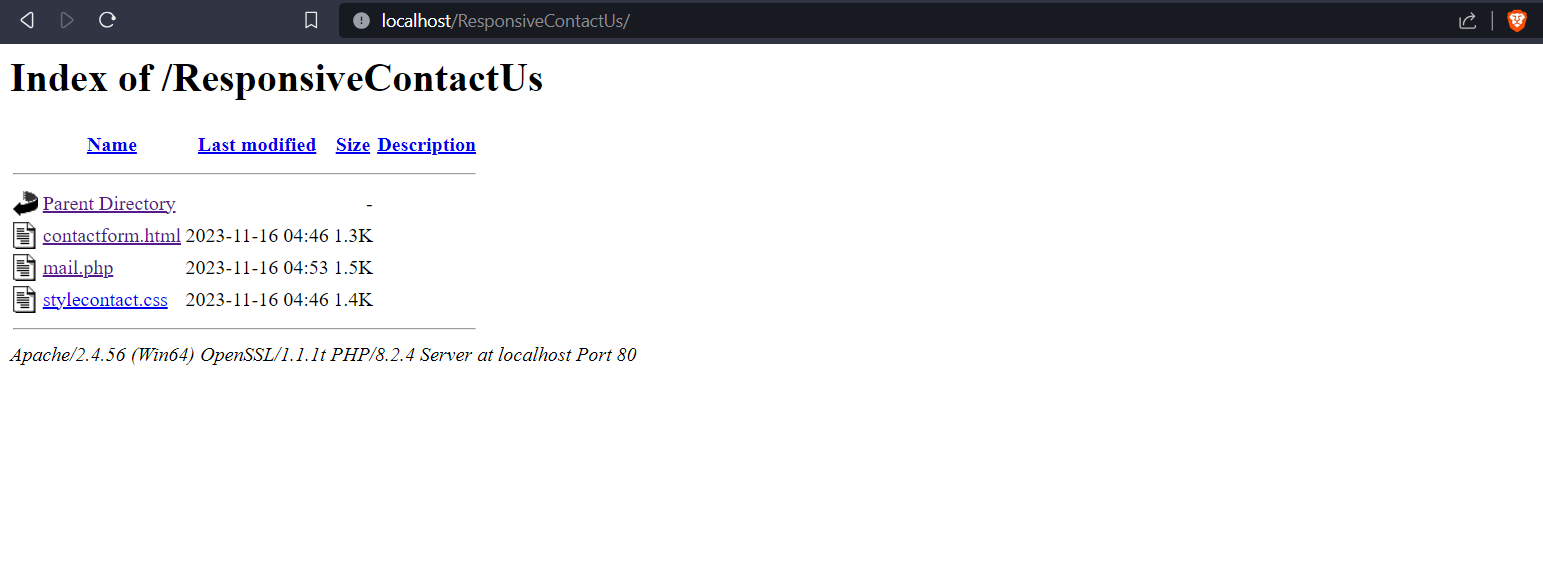 localhost/ResponsiveContactUs/
Index of /ResponsiveContactUs
Name Last modified Size Description
Parent Directory -
contactform.html 2023-11-16 04:46 1.3K
mail.php 2023-11-16 04:53 1.5K
stylecontact.css 2023-11-16 04:46 1.4K
Apache/2.4.56 (Win64) OpenSSL/1.1.1t PHP/8.2.4 Server at localhost Port 80